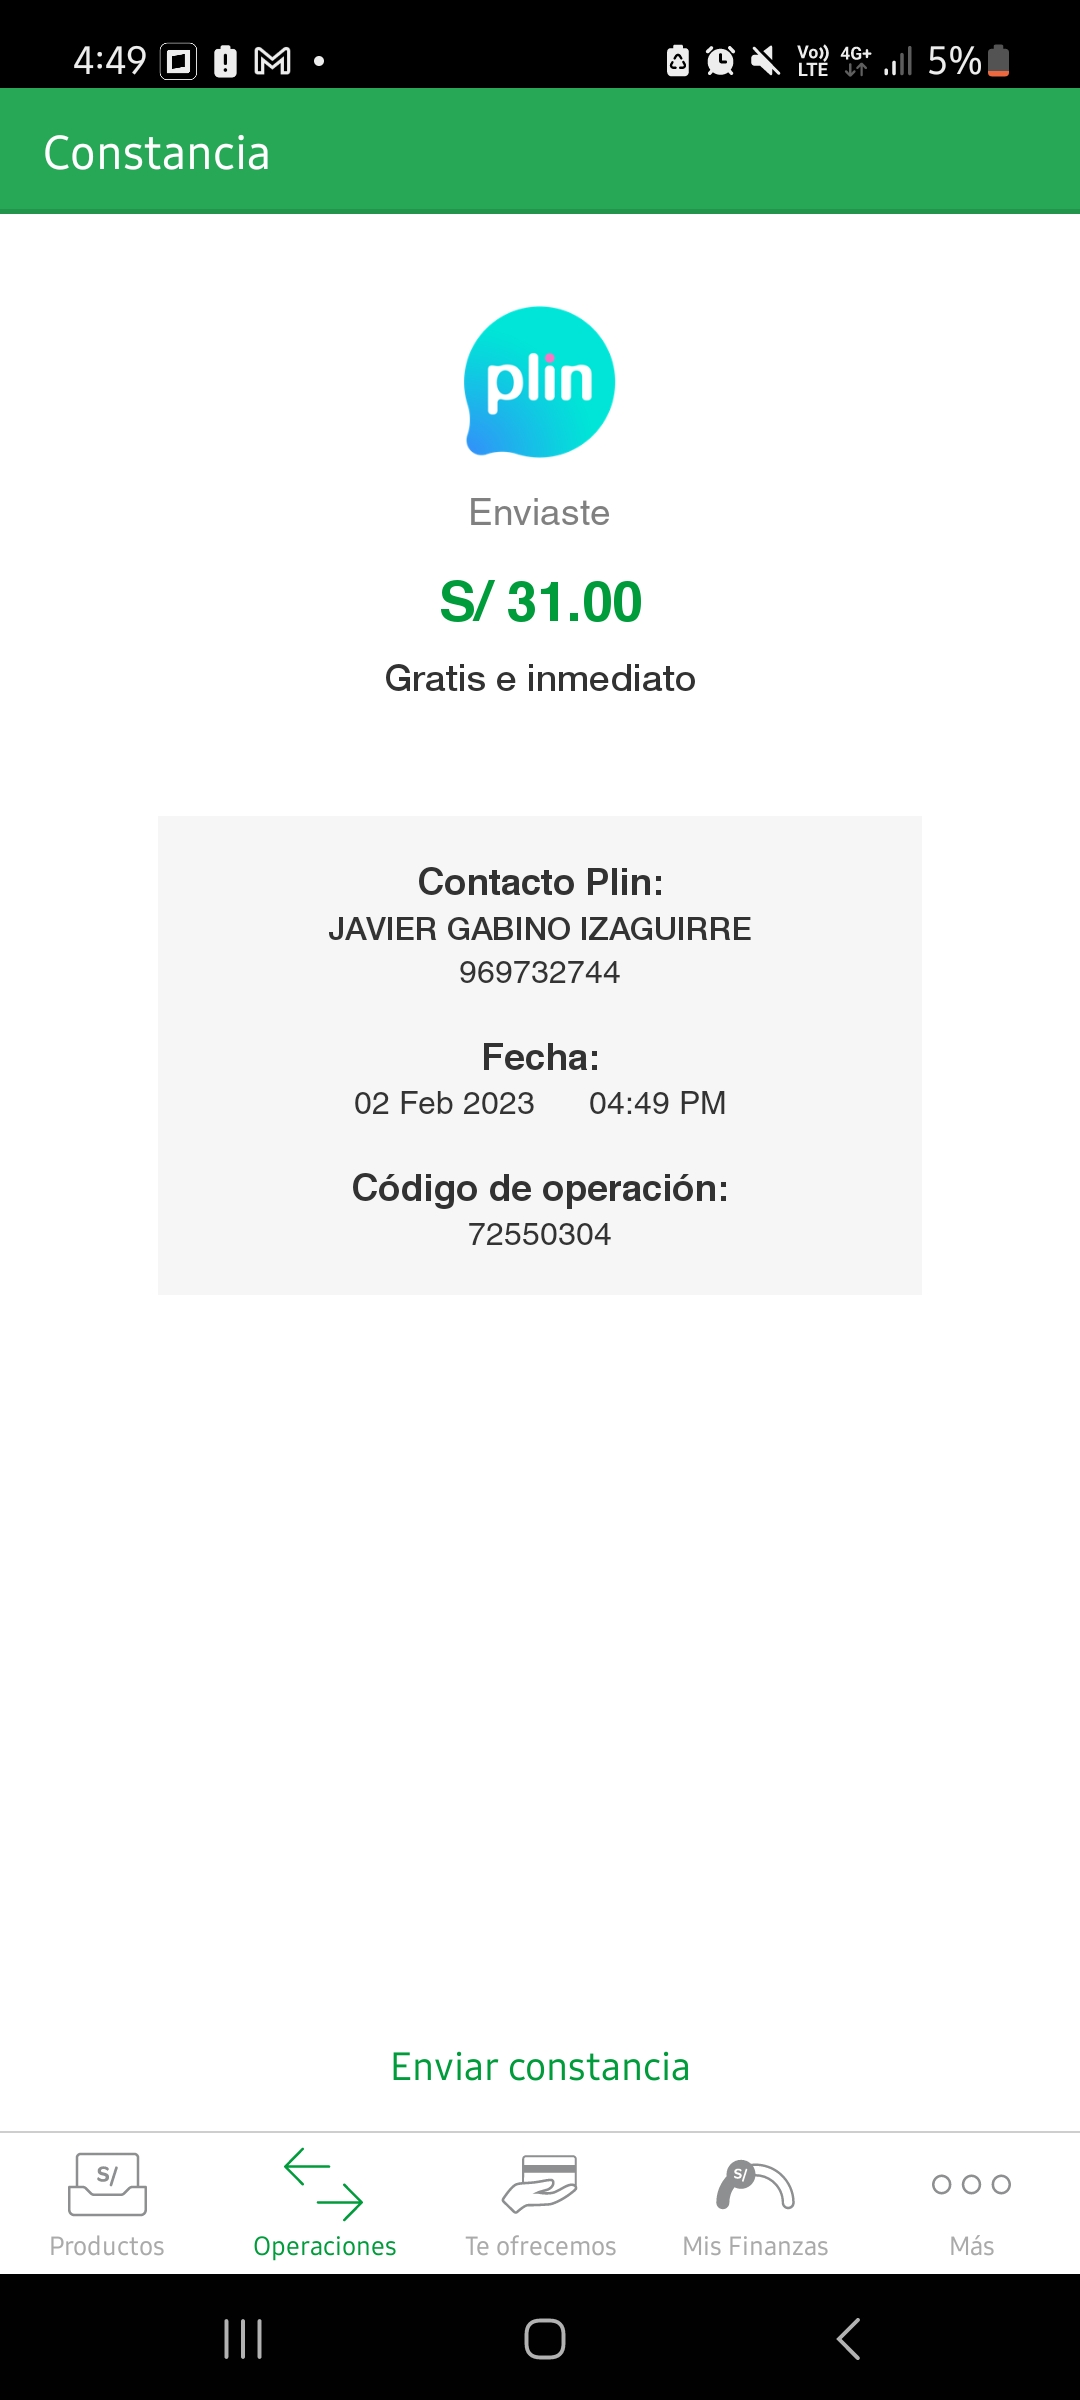 4:49 Vo)) LTE 4G+ 5%
Constancia
plin
Enviaste
S/ 31.00
Gratis e inmediato
Contacto Plin:
JAVIER GABINO IZAGUIRRE
969732744
Fecha:
02 Feb 2023 04:49 PM
Código de operación:
72550304
Enviar constancia
S/ S/
Productos Operaciones Te ofrecemos Mis Finanzas Más